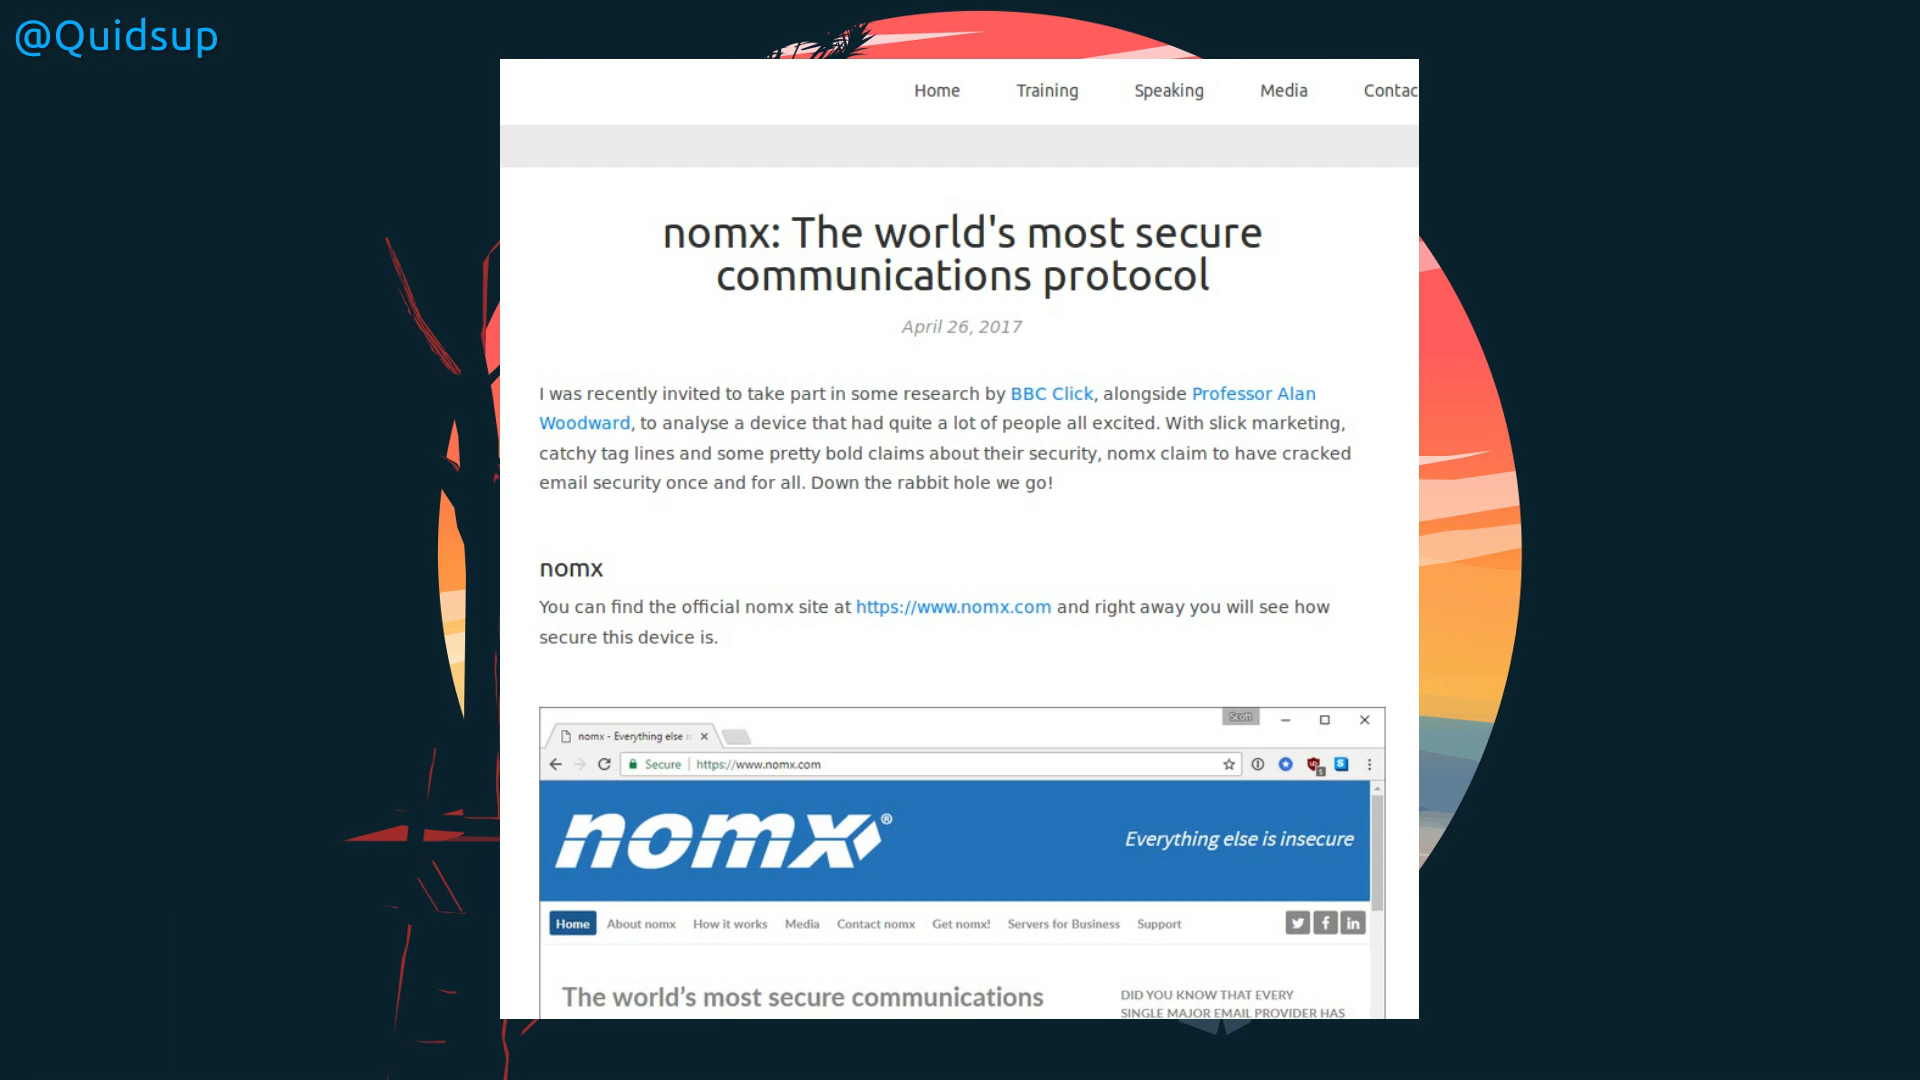 @Quidsup
Home Training Speaking Media Contac
nomx: The world's most secure
communications protocol
April 26, 2017
I was recently invited to take part in some research by BBC Click, alongside Professor Alan
Woodward, to analyse a device that had quite a lot of people all excited. With slick marketing,
catchy tag lines and some pretty bold claims about their security, nomx claim to have cracked
email security once and for all. Down the rabbit hole we go!
nomx
You can find the official nomx site at https://www.nomx.com and right away you will see how
secure this device is.
Scott
nomx - Everything else is
Secure https://www.nomx.com
nomx®
Everything else is insecure
Home About nomx How it works Media Contact nomx Get nomx! Servers for Business Support
The world's most secure communications
DID YOU KNOW THAT EVERY
SINGLE MAJOR EMAIL PROVIDER HAS